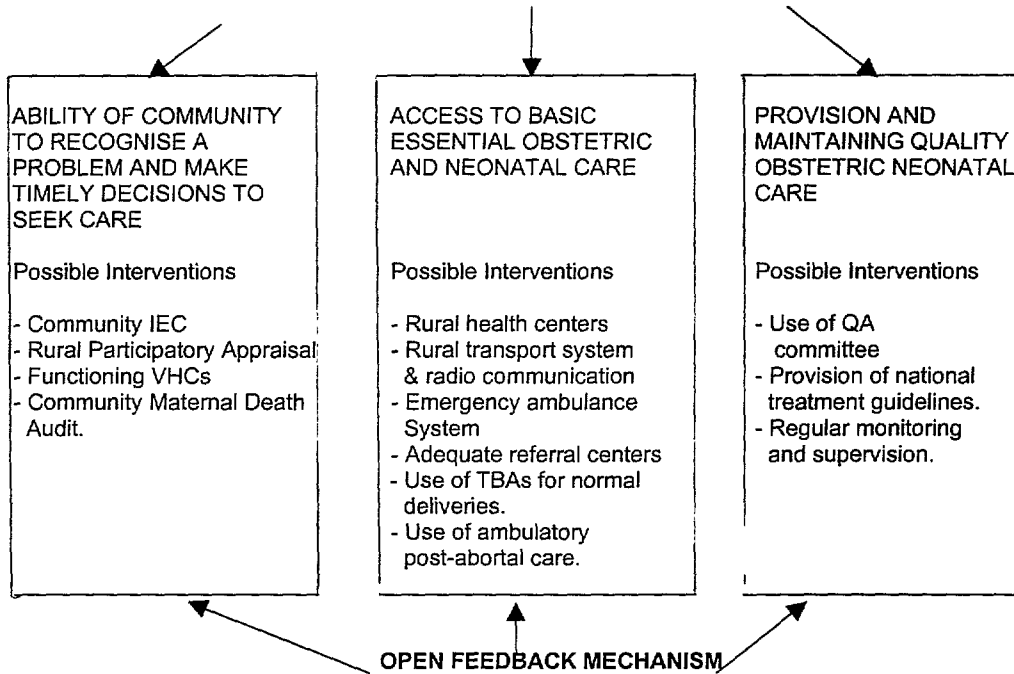 ABILITY OF COMMUNITY
TO RECOGNISE A
PROBLEM AND MAKE
TIMELY DECISIONS TO
SEEK CARE
Possible Interventions
- Community IEC
- Rural Participatory Appraisal
- Functioning VHCs
- Community Maternal Death
Audit.
ACCESS TO BASIC
ESSENTIAL OBSTETRIC
AND NEONATAL CARE
Possible Interventions
- Rural health centers
- Rural transport system
& radio communication
- Emergency ambulance
System
- Adequate referral centers
- Use of TBAs for normal
deliveries.
- Use of ambulatory
post-abortal care.
PROVISION AND
MAINTAINING QUALITY
OBSTETRIC NEONATAL
CARE
Possible Interventions
- Use of QA
committee
- Provision of national
treatment guidelines.
- Regular monitoring
and supervision.
OPEN FEEDBACK MECHANISM